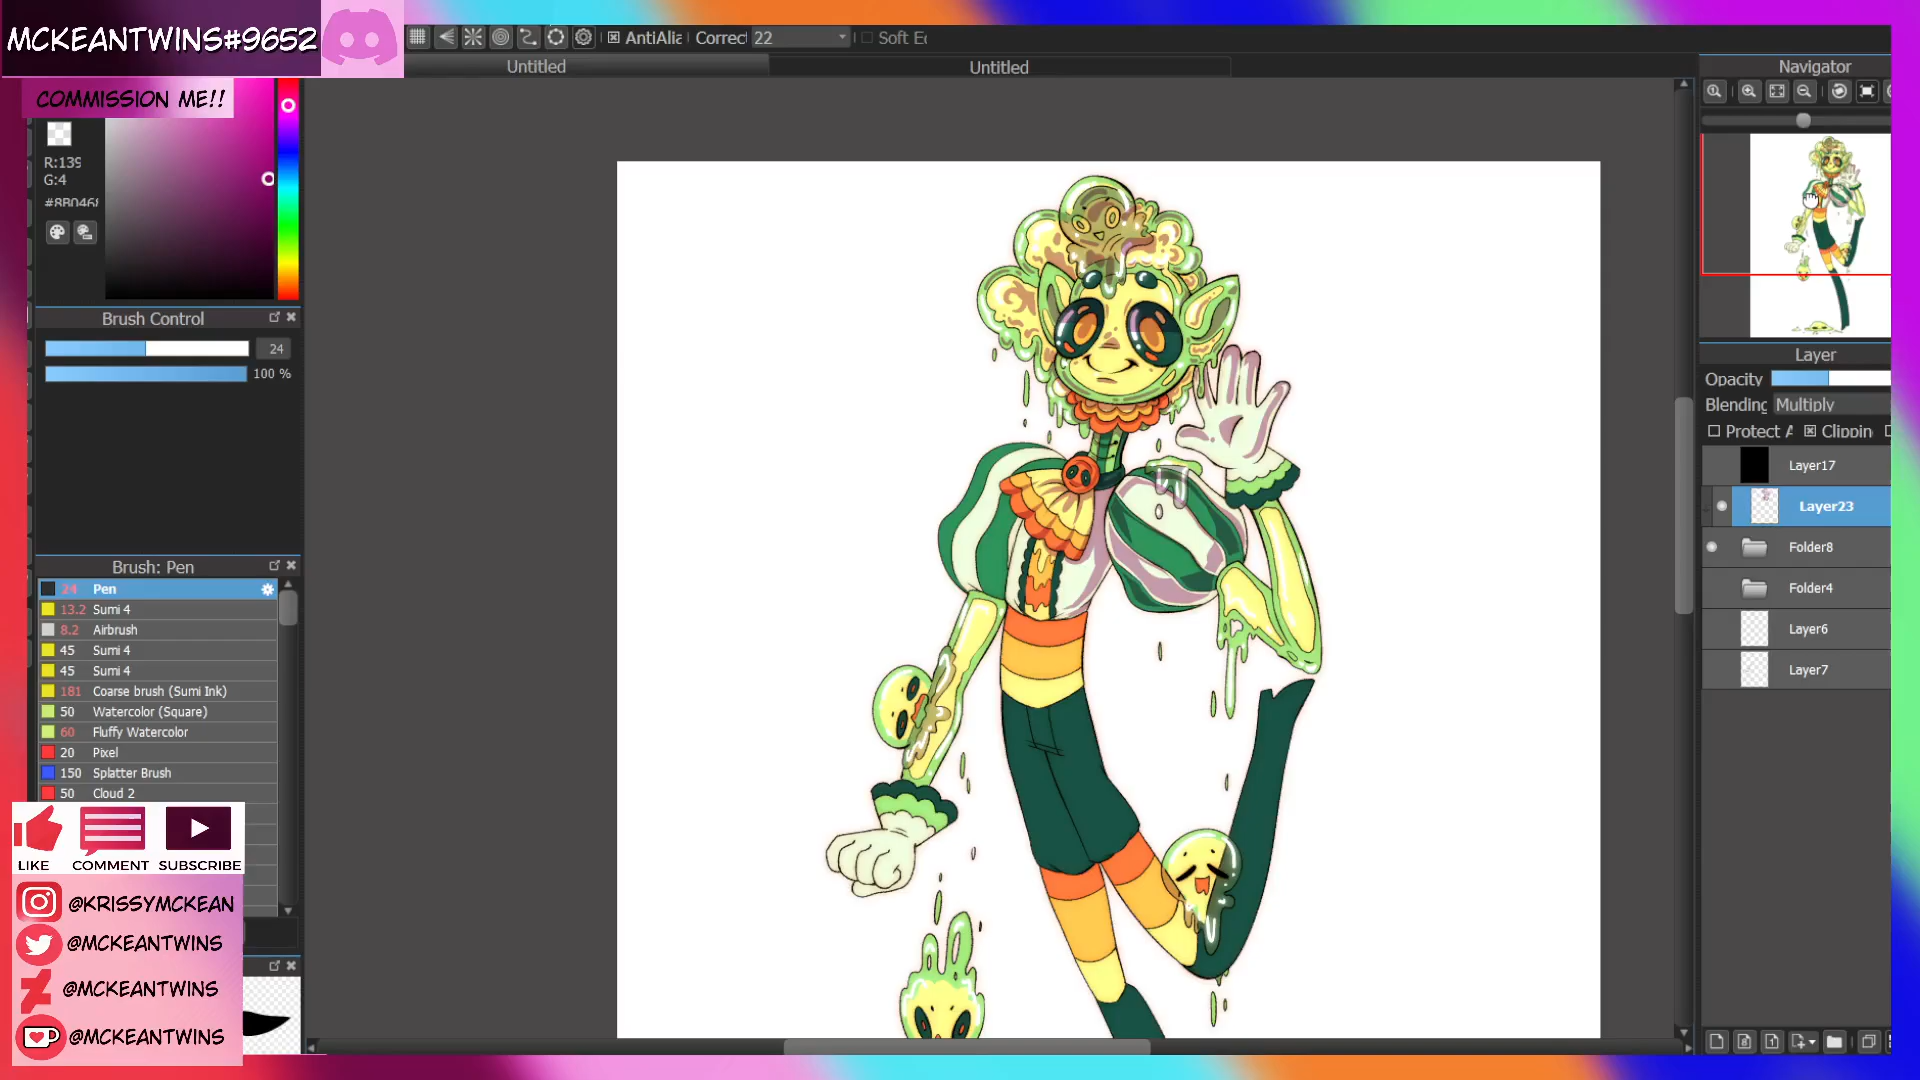 MCKEANTWINS#9652
COMMISSION ME!!
AntiAlia
Correct
22
Soft Ed
Untitled
Untitled
Navigator
R:139
G:4
Brush Control
24
100 %
Brush: Pen
24 Pen
13.2 Sumi 4
8.2 Airbrush
45 Sumi 4
45 Sumi 4
181 Coarse brush (Sumi Ink)
50 Watercolor (Square)
60 Fluffy Watercolor
20 Pixel
150 Splatter Brush
50 Cloud 2
LIKE
COMMENT
SUBSCRIBE
@KRISSYMCKEAN
@MCKEANTWINS
@MCKEANTWINS
@MCKEANTWINS
Layer
Opacity
Blending
Multiply
Protect A
Clippin
Layer17
Layer23
Folder8
Folder4
Layer6
Layer7